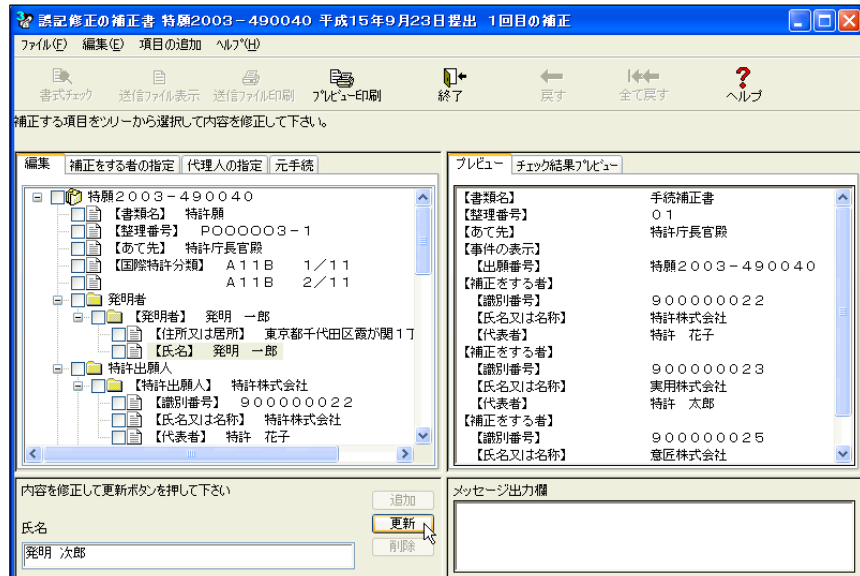 誤記修正の補正書 特願2003-490040 平成15年9月23日提出 1回目の補正
ファイル(F) 編集(E) 項目の追加 ヘルプ(H)
書式チェック 送信ファイル表示 送信ファイル印刷 プレビュー印刷 終了 戻す 全て戻す ヘルプ
補正する項目をツリーから選択して内容を修正して下さい。
編集 補正をする者の指定 代理人の指定 元手続
特願2003-490040
【書類名】 特許願
【整理番号】 P000003-1
【あて先】 特許庁長官殿
【国際特許分類】 A11B 1/11
A11B 2/11
発明者
【発明者】 発明 一郎
【住所又は居所】 東京都千代田区霞が関1丁
【氏名】 発明 一郎
特許出願人
【特許出願人】 特許株式会社
【識別番号】 900000022
【氏名又は名称】 特許株式会社
【代表者】 特許 花子
プレビュー チェック結果プレビュー
【書類名】 手続補正書
【整理番号】 01
【あて先】 特許庁長官殿
【事件の表示】
【出願番号】 特願2003-490040
【補正をする者】
【識別番号】 900000022
【氏名又は名称】 特許株式会社
【代表者】 特許 花子
【補正をする者】
【識別番号】 900000023
【氏名又は名称】 実用株式会社
【代表者】 特許 太郎
【補正をする者】
【識別番号】 900000025
【氏名又は名称】 意匠株式会社
内容を修正して更新ボタンを押して下さい
追加
氏名
更新
発明 次郎
削除
メッセージ出力欄